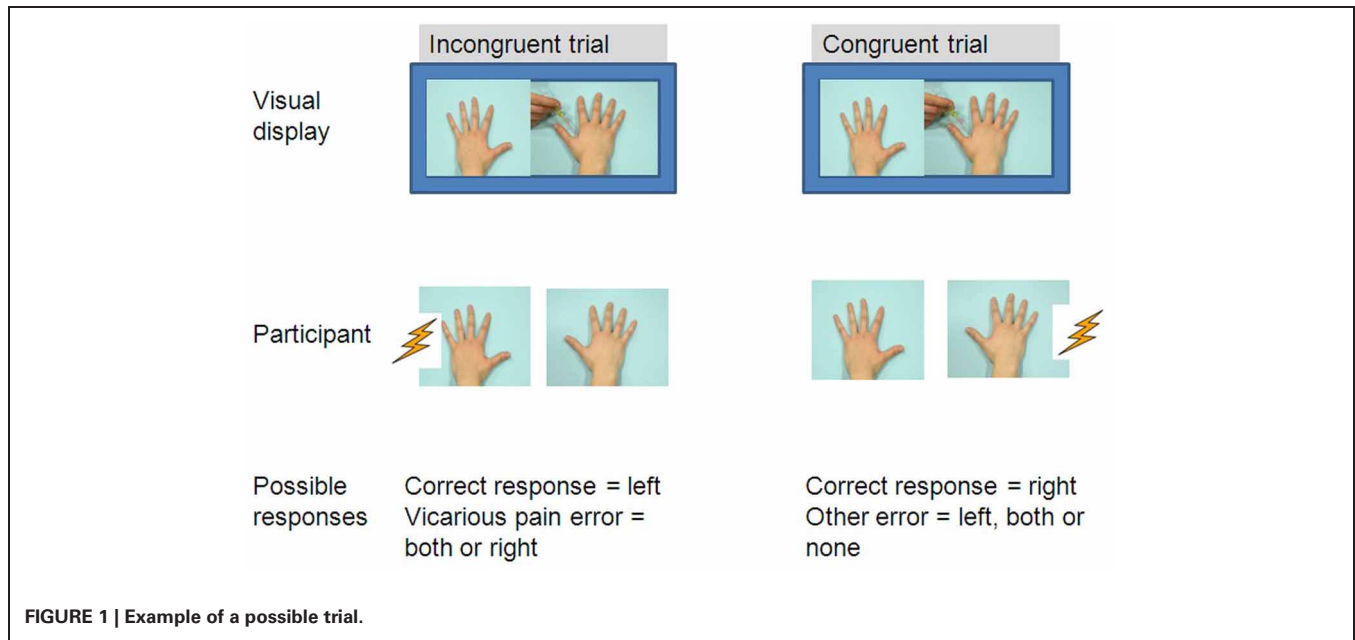 Incongruent trial
Congruent trial
Visual
display
Participant
Possible
responses
Correct response = left
Vicarious pain error =
both or right
Correct response = right
Other error = left, both or
none
FIGURE 1 | Example of a possible trial.